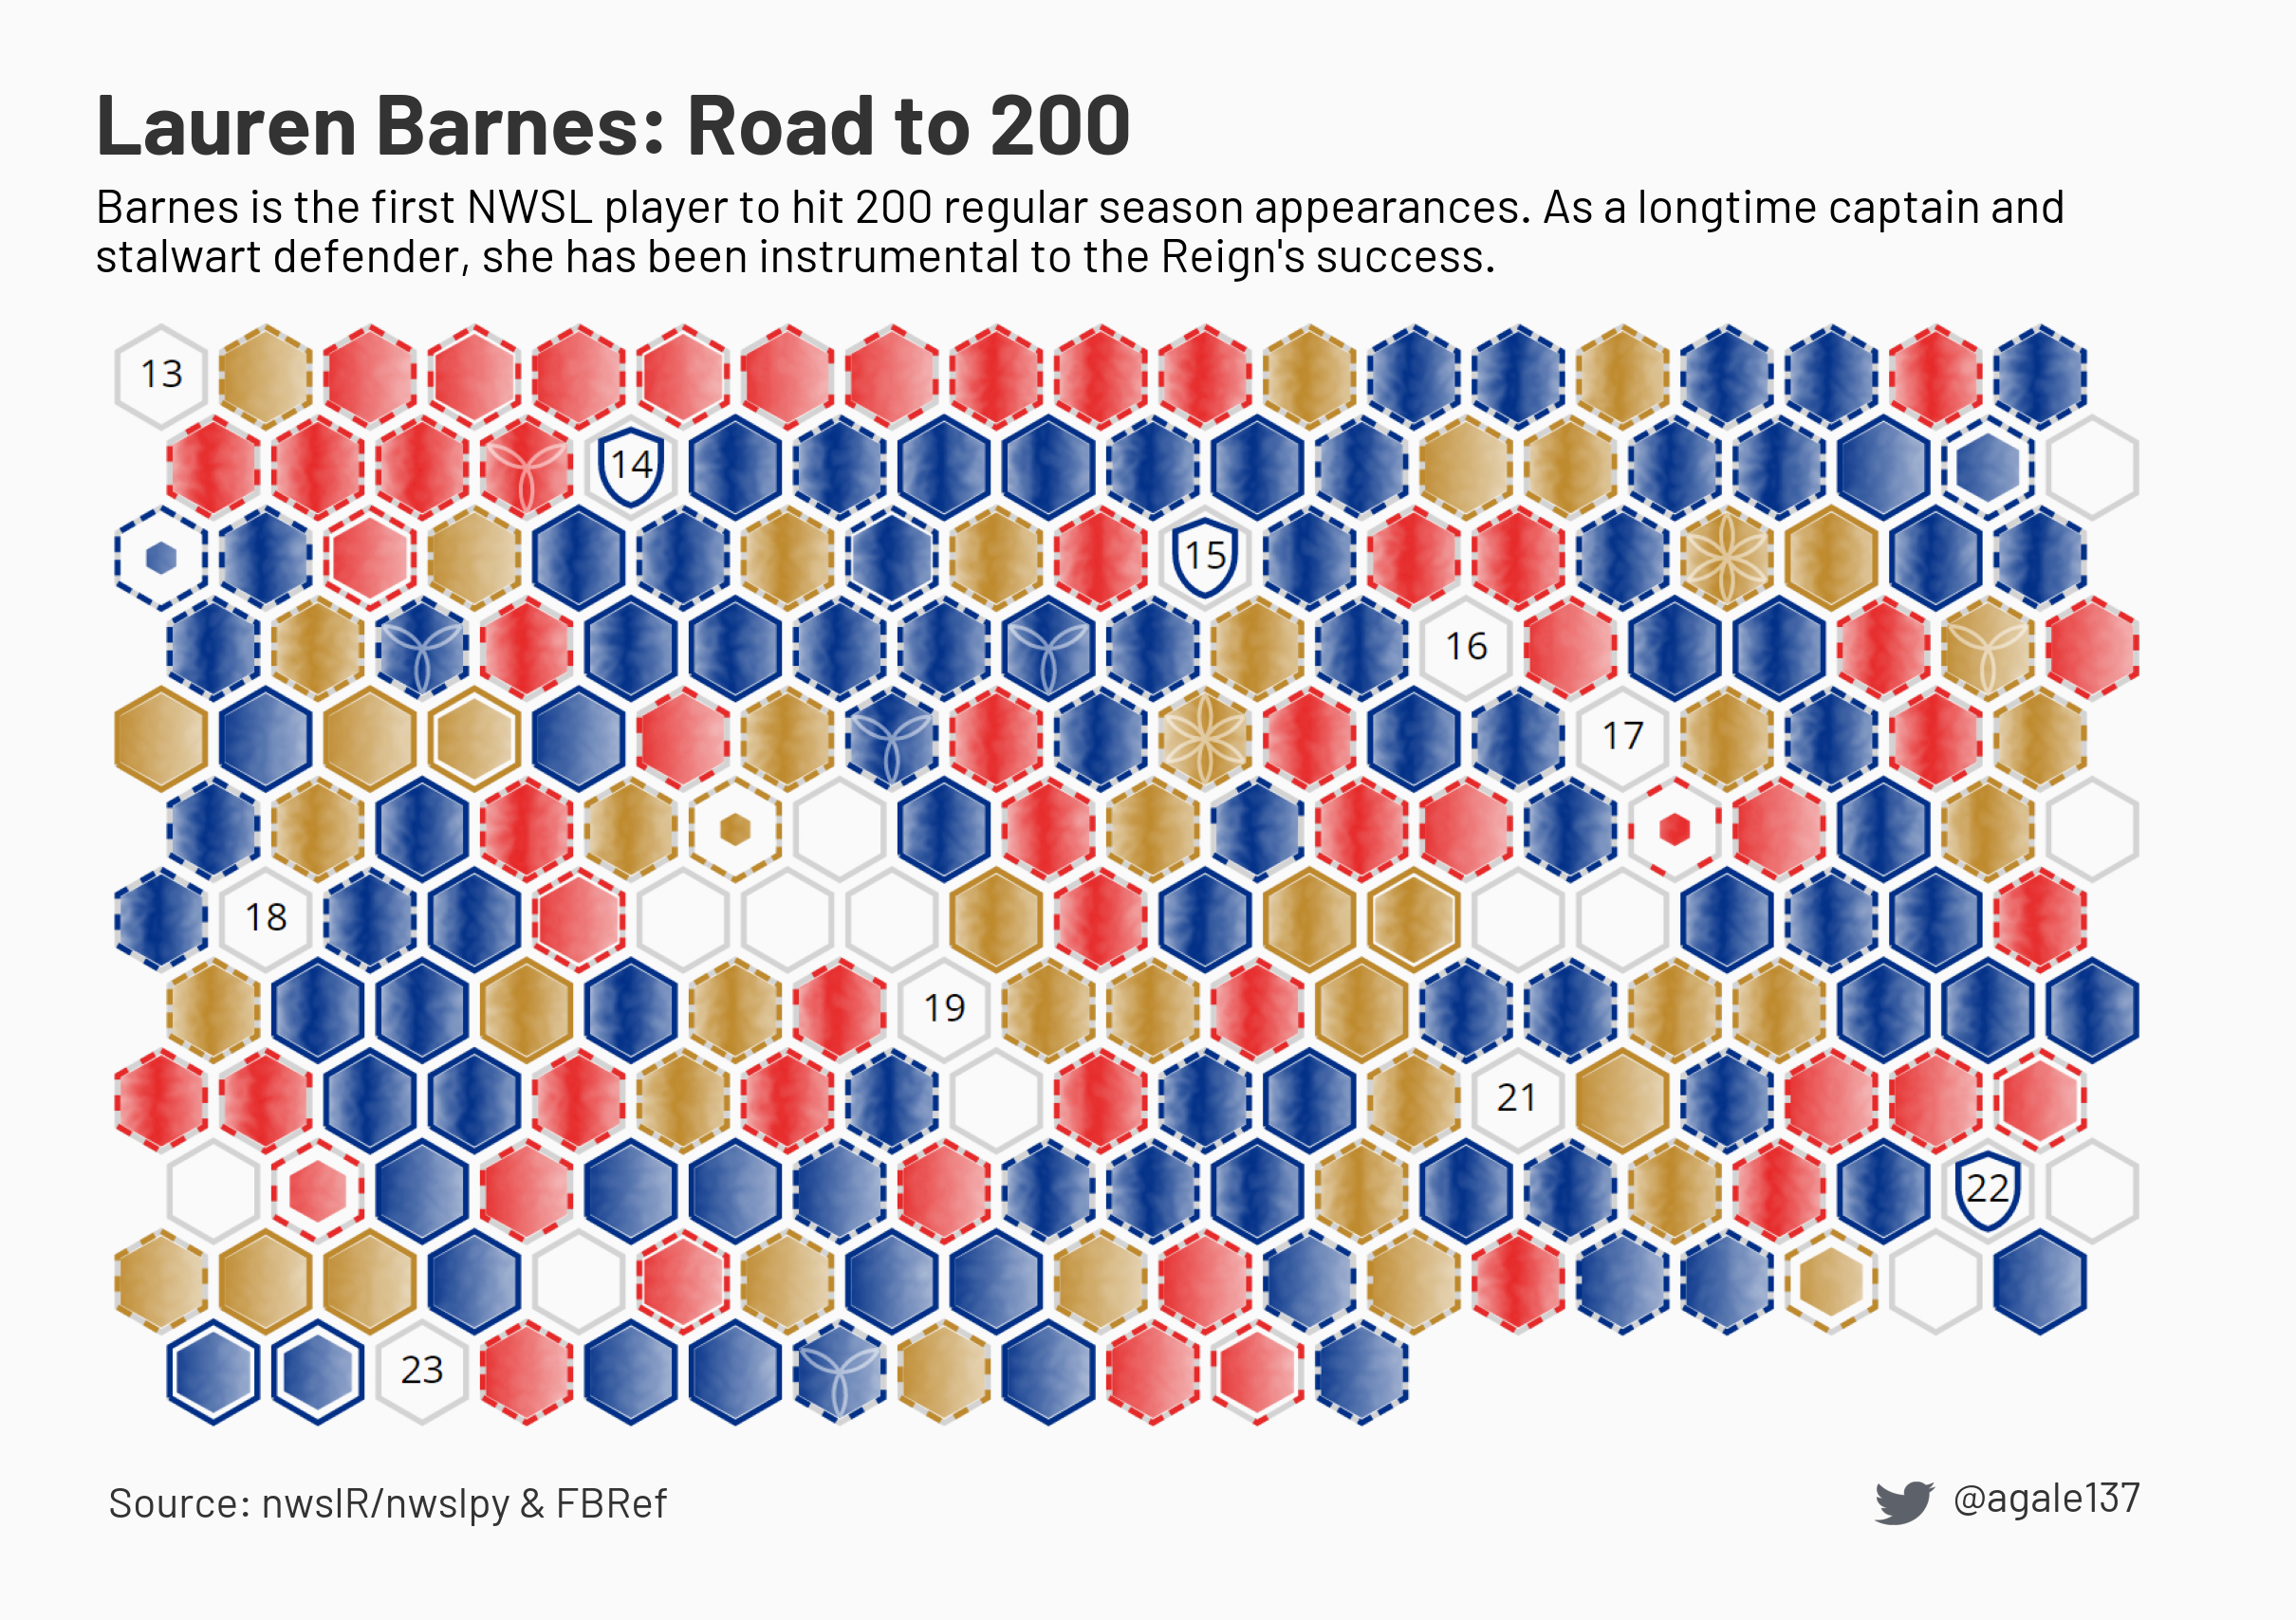 Lauren Barnes: Road to 200
Barnes is the first NWSL player to hit 200 regular season appearances. As a longtime captain and
stalwart defender, she has been instrumental to the Reign's success.
13
14
15
16
17
18
19
21
22
23
Source: nwslR/nwslpy & FBRef
@agale137